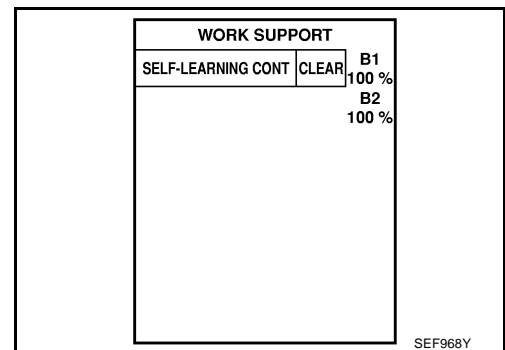 WORK SUPPORT
SELF-LEARNING CONT CLEAR B1
100 %
B2
100 %
SEF968Y